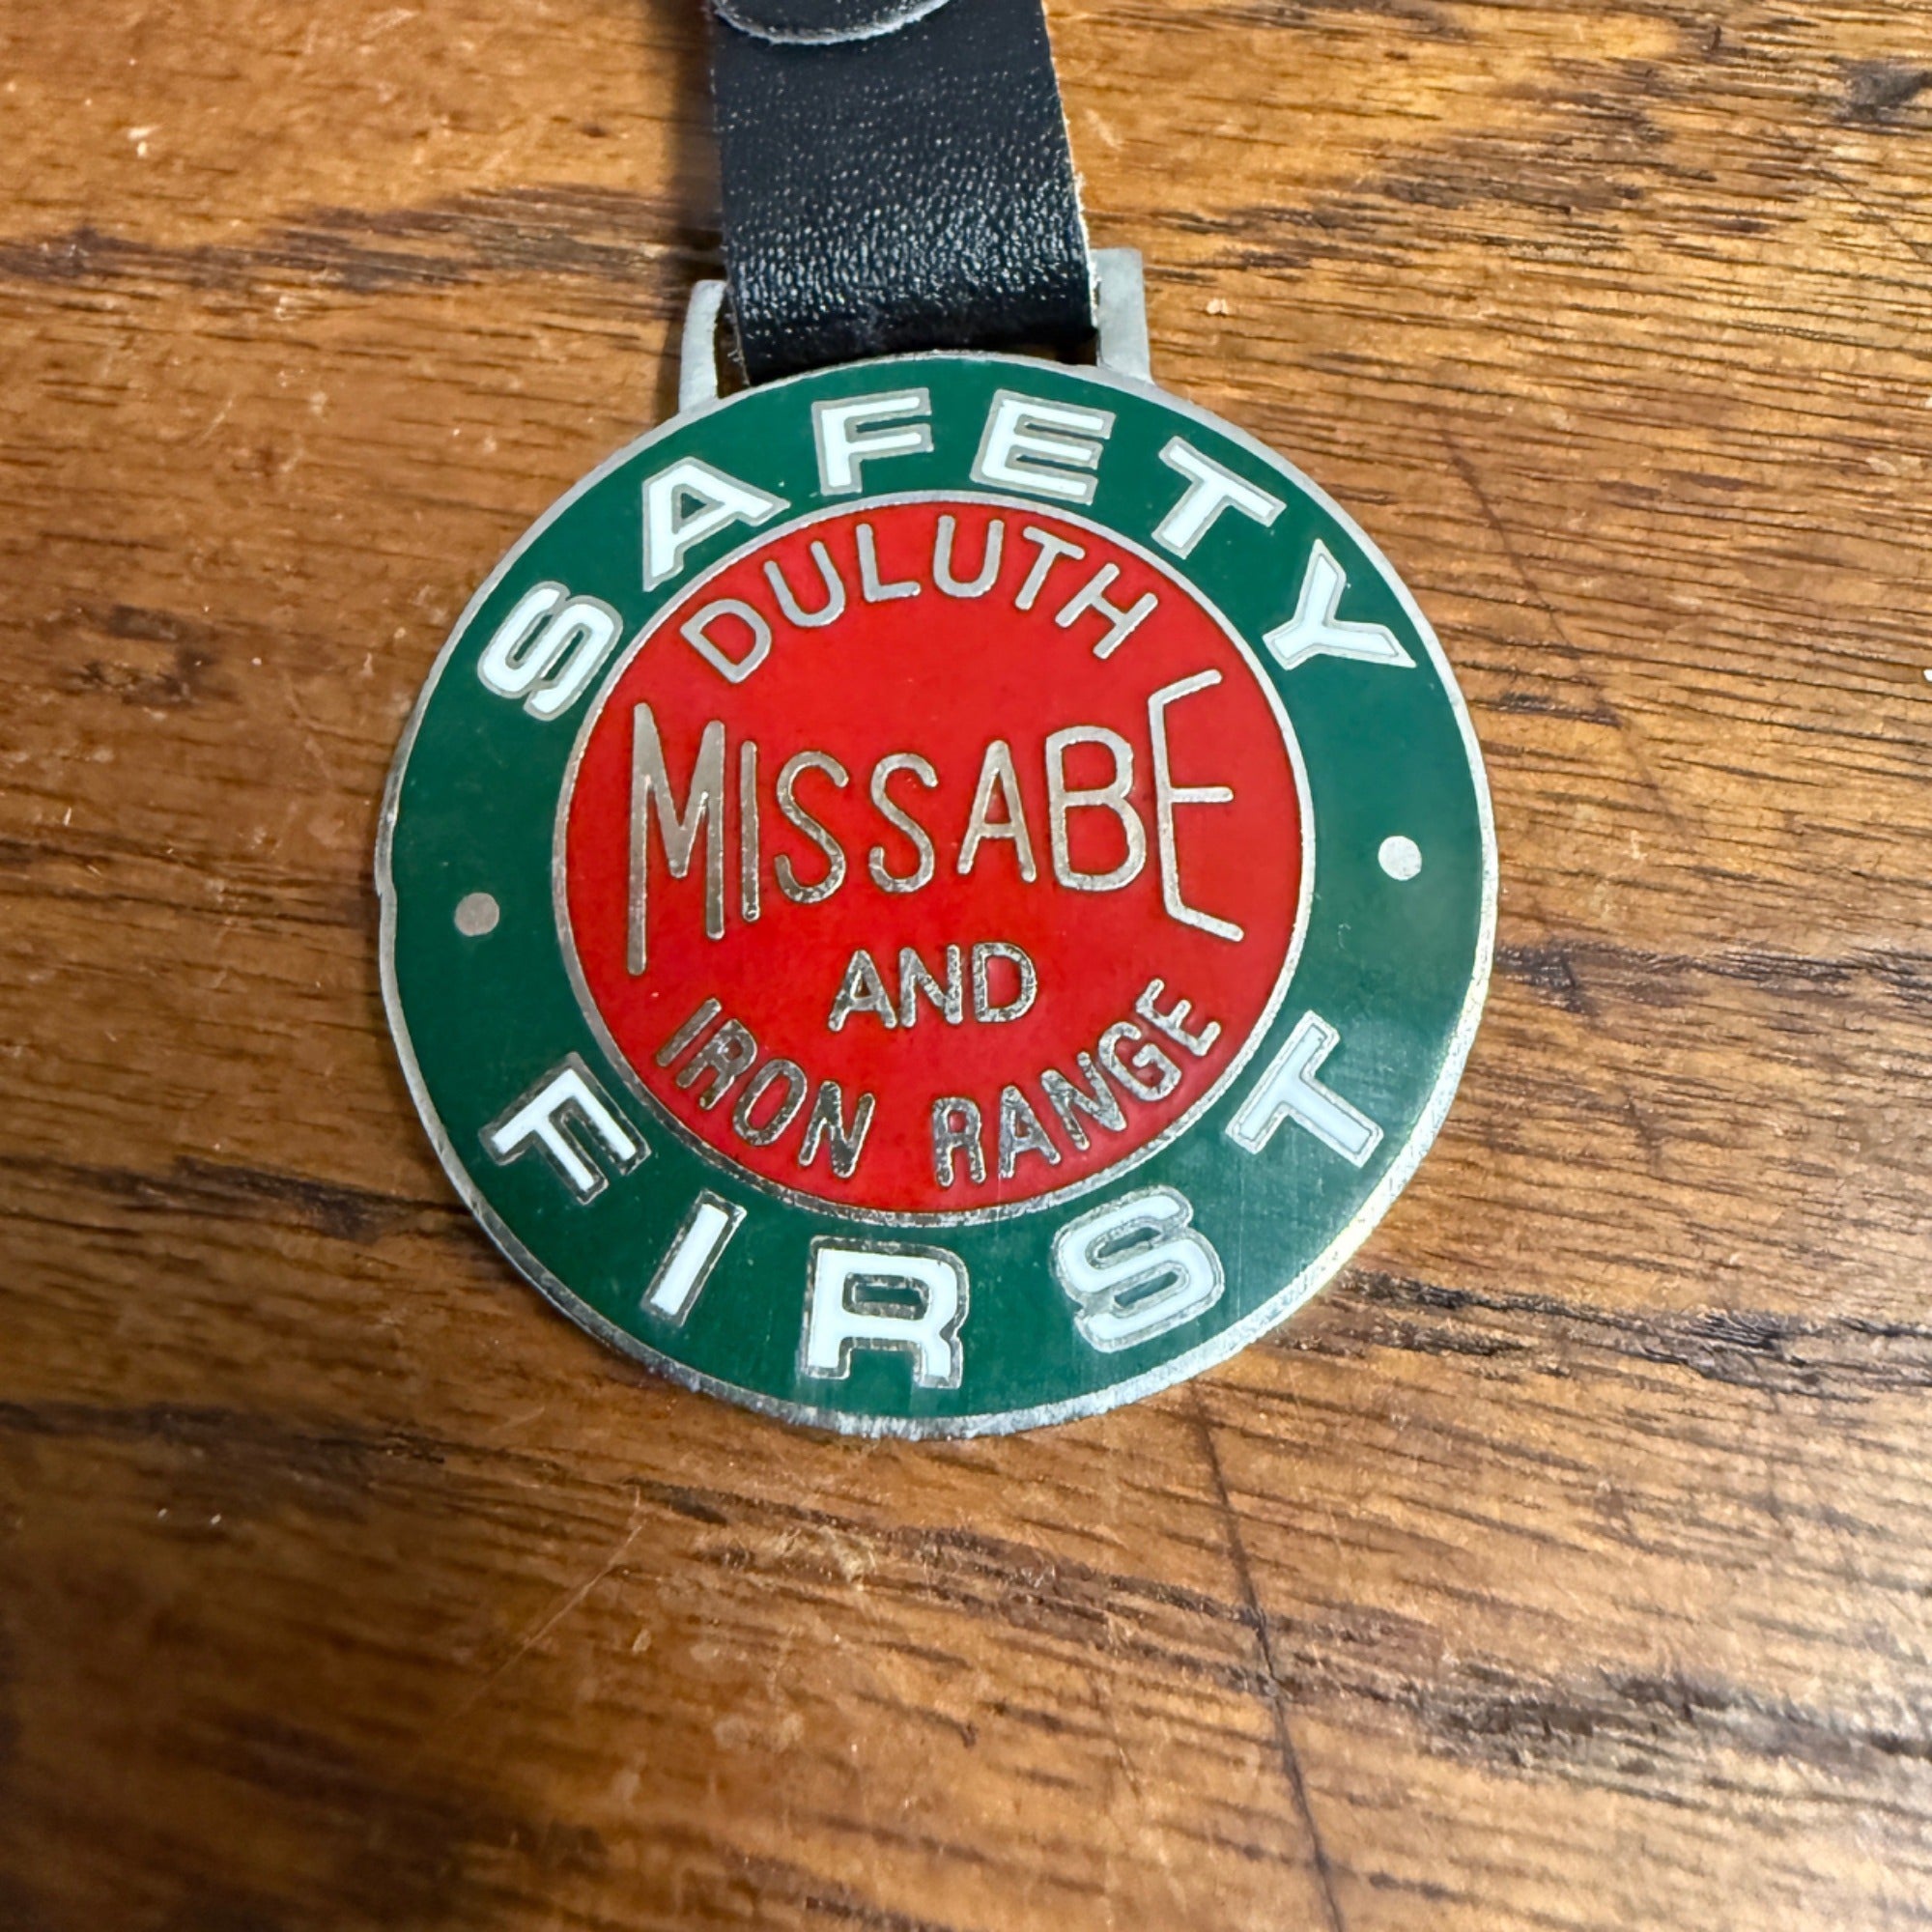 SAFETY
DULUTH
MISSABE
AND
IRON RANGE
FIRST